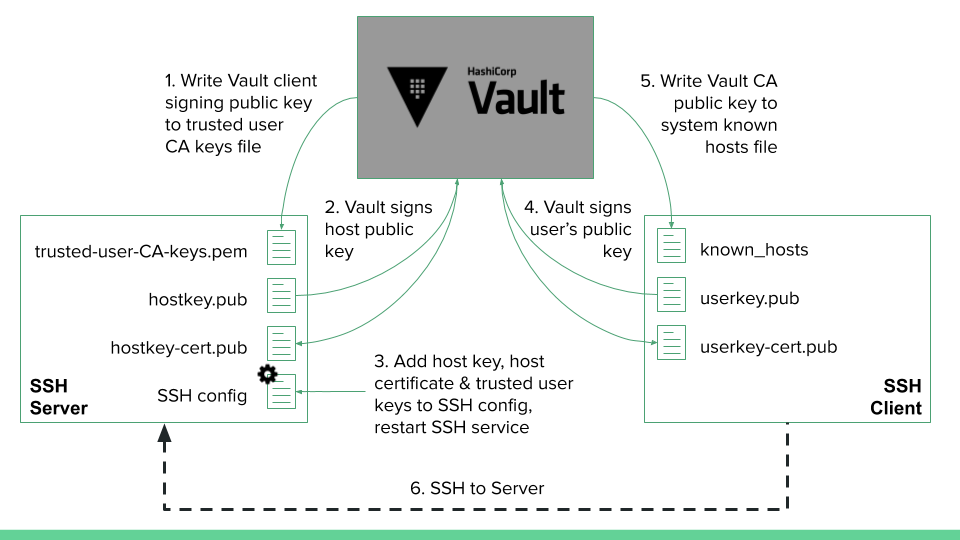 HashiCorp
Vault
1. Write Vault client
signing public key
to trusted user
CA keys file
5. Write Vault CA
public key to
system known
hosts file
2. Vault signs
host public
key
4. Vault signs
user’s public
key
trusted-user-CA-keys.pem
hostkey.pub
hostkey-cert.pub
SSH config
SSH
Server
3. Add host key, host
certificate & trusted user
keys to SSH config,
restart SSH service
known_hosts
userkey.pub
userkey-cert.pub
SSH
Client
6. SSH to Server